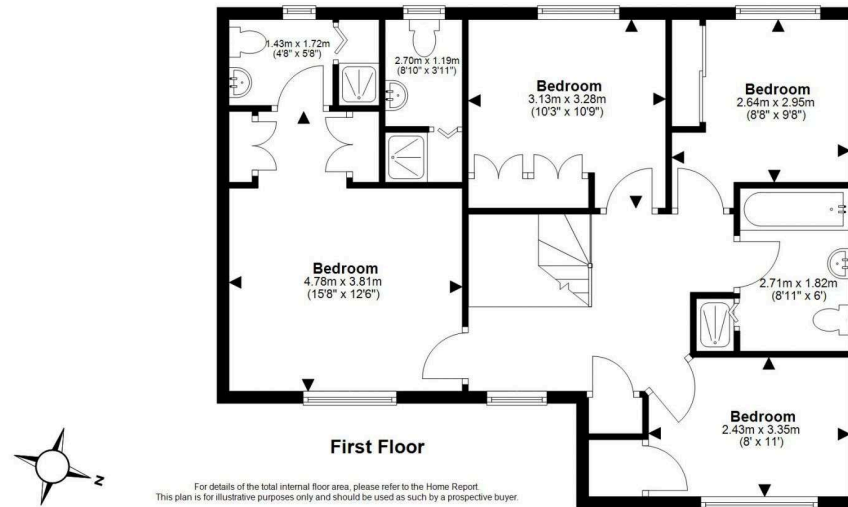 1.43m x 1.72m
(4'8" x 5'8")
2.70m x 1.19m
(8'10" x 3'11")
Bedroom
3.13m x 3.28m
(10'3" x 10'9")
Bedroom
2.64m x 2.95m
(8'8" x 9'8")
Bedroom
4.78m x 3.81m
(15'8" x 12'6")
2.71m x 1.82m
(8'11" x 6')
Bedroom
2.43m x 3.35m
(8' x 11')
First Floor
N
For details of the total internal floor area, please refer to the Home Report.
This plan is for illustrative purposes only and should be used as such by a prospective buyer.